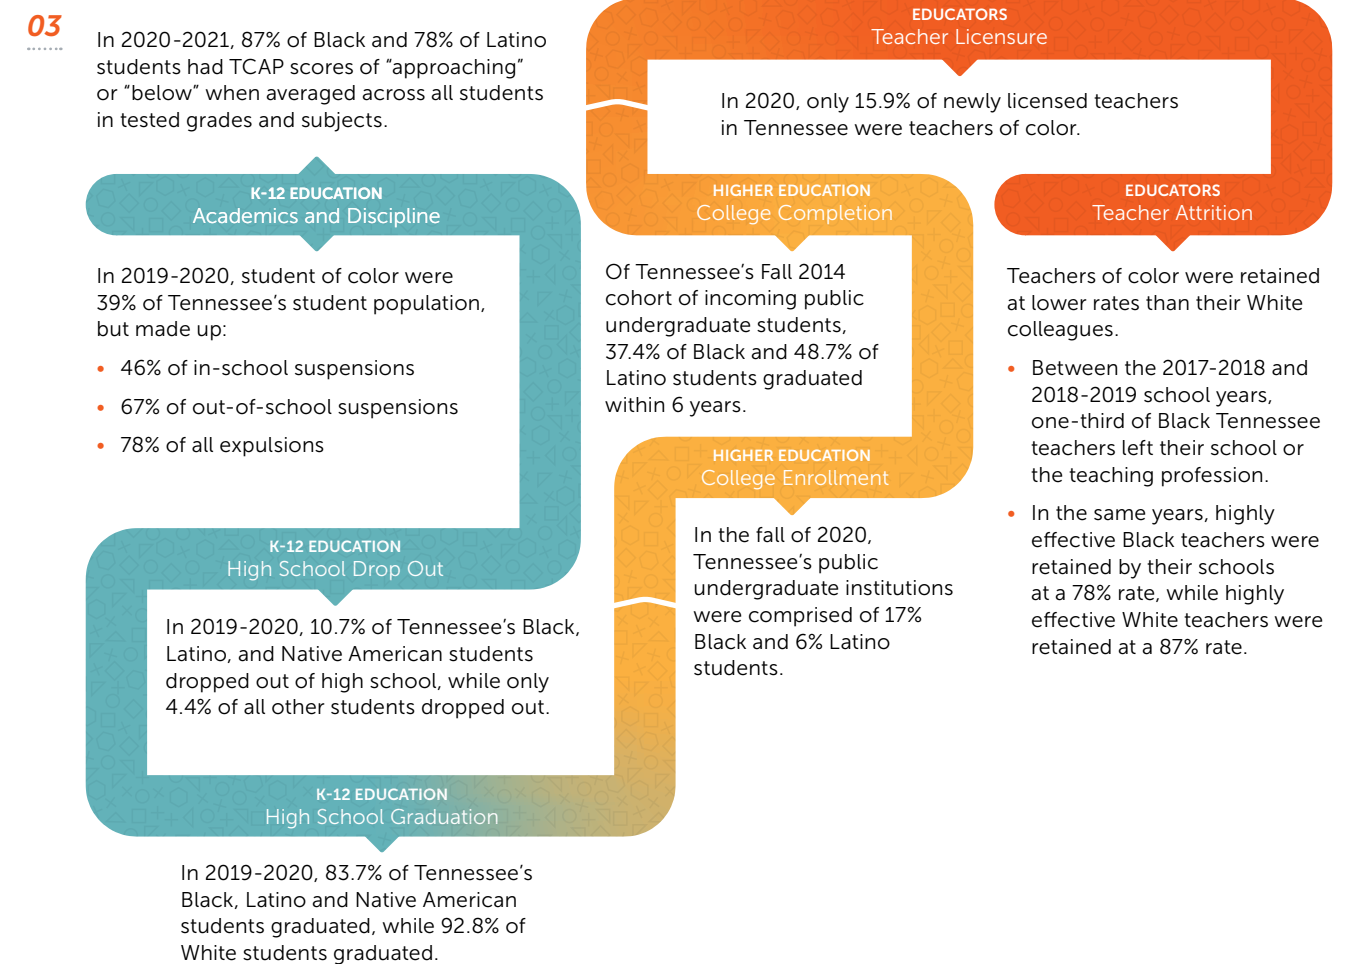 03
In 2020-2021, 87% of Black and 78% of Latino
students had TCAP scores of “approaching”
or “below” when averaged across all students
in tested grades and subjects.
K-12 EDUCATION
Academics and Discipline
In 2019-2020, student of color were
39% of Tennessee’s student population,
but made up:
• 46% of in-school suspensions
• 67% of out-of-school suspensions
• 78% of all expulsions
K-12 EDUCATION
High School Drop Out
In 2019-2020, 10.7% of Tennessee’s Black,
Latino, and Native American students
dropped out of high school, while only
4.4% of all other students dropped out.
K-12 EDUCATION
High School Graduation
In 2019-2020, 83.7% of Tennessee’s
Black, Latino and Native American
students graduated, while 92.8% of
White students graduated.
HIGHER EDUCATION
College Enrollment
In the fall of 2020,
Tennessee’s public
undergraduate institutions
were comprised of 17%
Black and 6% Latino
students.
HIGHER EDUCATION
College Completion
Of Tennessee’s Fall 2014
cohort of incoming public
undergraduate students,
37.4% of Black and 48.7% of
Latino students graduated
within 6 years.
EDUCATORS
Teacher Licensure
In 2020, only 15.9% of newly licensed teachers
in Tennessee were teachers of color.
EDUCATORS
Teacher Attrition
Teachers of color were retained
at lower rates than their White
colleagues.
• Between the 2017-2018 and
2018-2019 school years,
one-third of Black Tennessee
teachers left their school or
the teaching profession.
• In the same years, highly
effective Black teachers were
retained by their schools
at a 78% rate, while highly
effective White teachers were
retained at a 87% rate.